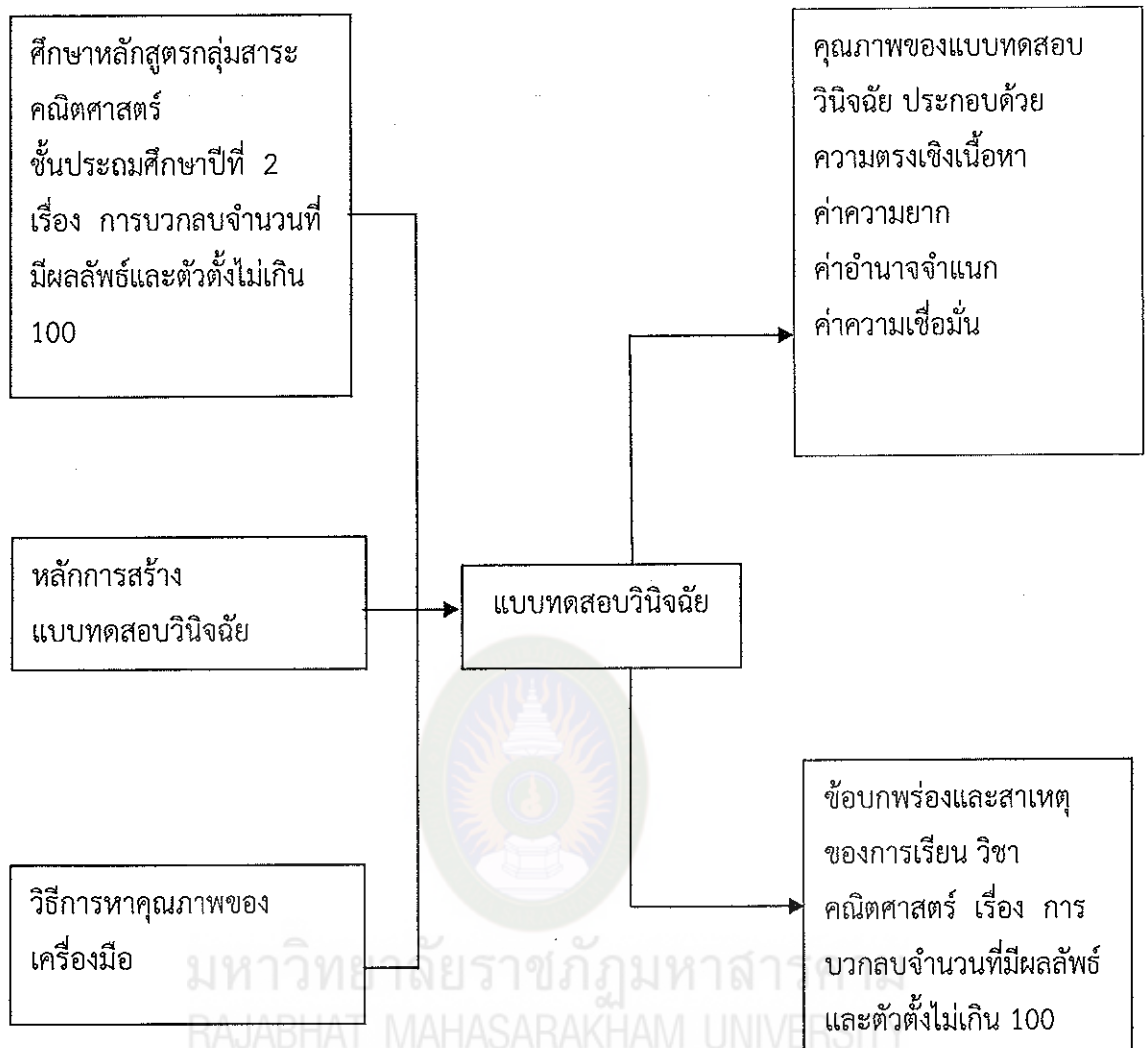 ศึกษาหลักสูตรกลุ่มสาระ
คณิตศาสตร์
ชั้นประถมศึกษาปีที่ 2
เรื่อง การบวกลบจำนวนที่
มีผลลัพธ์และตัวตั้งไม่เกิน
100
หลักการสร้าง
แบบทดสอบวินิจฉัย
วิธีการหาคุณภาพของ
เครื่องมือ
แบบทดสอบวินิจฉัย
คุณภาพของแบบทดสอบ
วินิจฉัย ประกอบด้วย
ความตรงเชิงเนื้อหา
ค่าความยาก
ค่าอำนาจจำแนก
ค่าความเชื่อมั่น
ข้อบกพร่องและสาเหตุ
ของการเรียน วิชา
คณิตศาสตร์ เรื่อง การ
บวกลบจำนวนที่มีผลลัพธ์
และตัวตั้งไม่เกิน 100
มหาวิทยาลัยราชภัฏมหาสารคาม
RAJABHAT MAHASARAKHAM UNIVERSITY